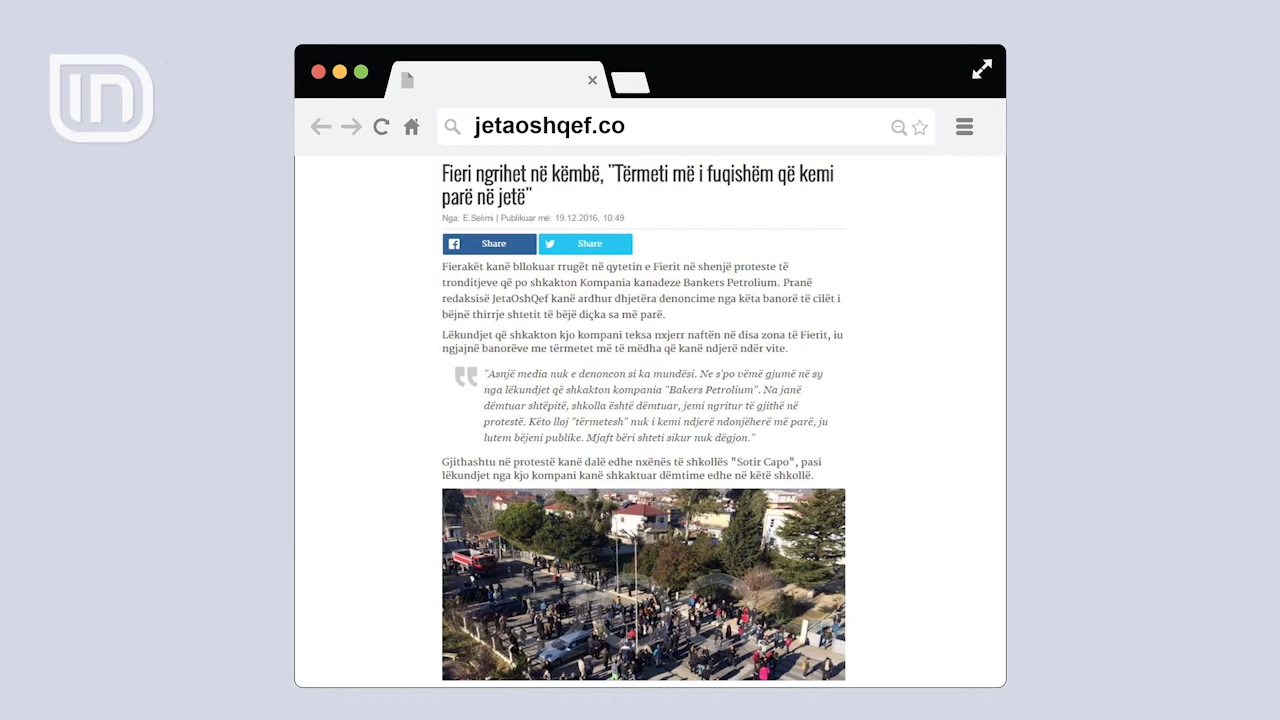 IN
jetaoshqef.co
Fieri ngrihet në këmbë, "Tërmeti më i fuqishëm që kemi
parë në jetë"
Nga: E.Selimi | Publikuar më: 19.12.2016, 10:49
Share
Share
Fierakët kanë bllokuar rrugët në qytetin e Fierit në shenjë proteste të
tronditjeve që po shkakton Kompania kanadeze Bankers Petrolium. Pranë
redaksisë JetaOshQef kanë ardhur dhjetëra denoncime nga këta banorë të cilët i
bëjnë thirrje shtetit të bëjë diçka sa më parë.
Lëkundjet që shkakton kjo kompani teksa nxjerr naftën në disa zona të Fierit, iu
ngjajnë banorëve me tërmetet më të mëdha që kanë ndjerë ndër vite.
"Asnjë media nuk e denoncon si ka mundësi. Ne s'po vëmë gjumë në sy
nga lëkundjet që shkakton kompania "Bakers Petrolium". Na janë
dëmtuar shtëpitë, shkolla është dëmtuar, jemi ngritur të gjithë në
protestë. Këto lloj "tërmetesh" nuk i kemi ndjerë ndonjëherë më parë, ju
lutem bëjeni publike. Mjaft bëri shteti sikur nuk dëgjon."
Gjithashtu në protestë kanë dalë edhe nxënës të shkollës "Sotir Capo", pasi
lëkundjet nga kjo kompani kanë shkaktuar dëmtime edhe në këtë shkollë.